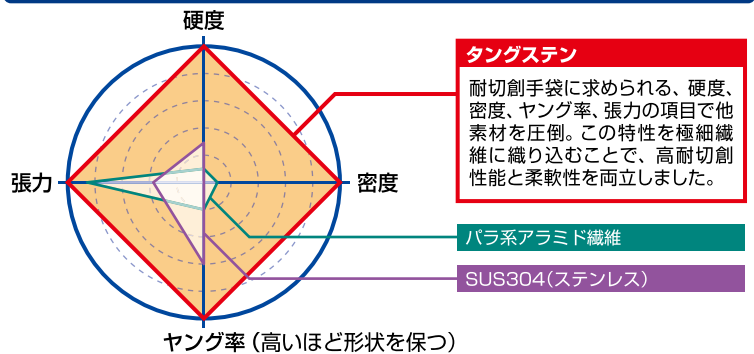 硬度
タングステン
耐切創手袋に求められる、硬度、
密度、ヤング率、張力の項目で他
素材を圧倒。この特性を極細繊
維に織り込むことで、高耐切創
性能と柔軟性を両立しました。
張力
密度
パラ系アラミド繊維
SUS304(ステンレス)
ヤング率(高いほど形状を保つ)